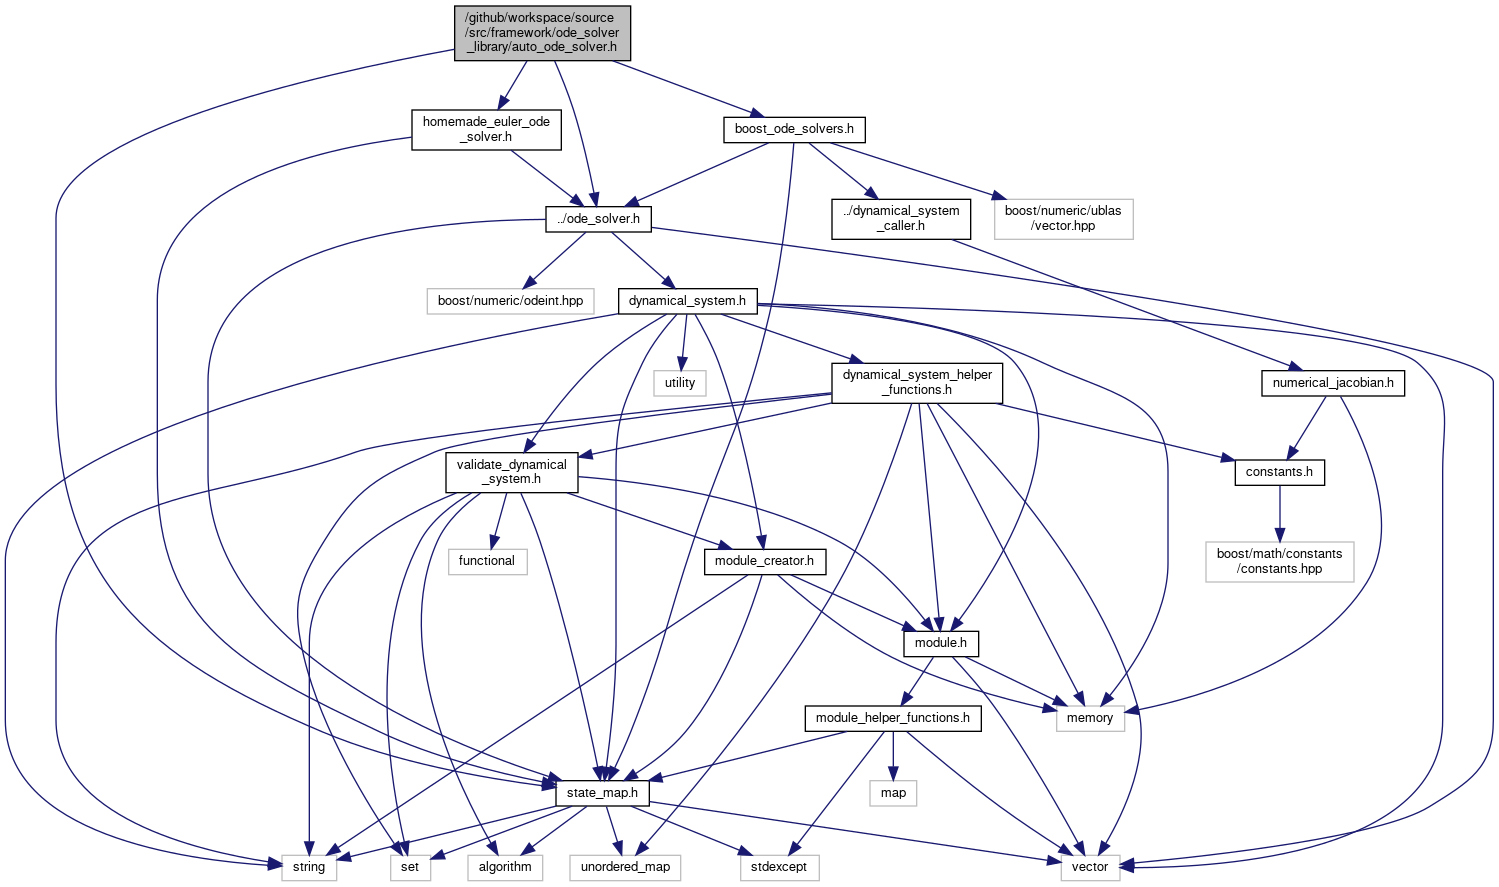 /github/workspace/source
/src/framework/ode_solver
_library/auto_ode_solver.h
homemade_euler_ode
_solver.h
boost_ode_solvers.h
../ode_solver.h
../dynamical_system
_caller.h
boost/numeric/ublas
/vector.hpp
boost/numeric/odeint.hpp
dynamical_system.h
utility
dynamical_system_helper
_functions.h
numerical_jacobian.h
validate_dynamical
_system.h
constants.h
functional
module_creator.h
boost/math/constants
/constants.hpp
module.h
module_helper_functions.h
memory
state_map.h
map
string
set
algorithm
unordered_map
stdexcept
vector